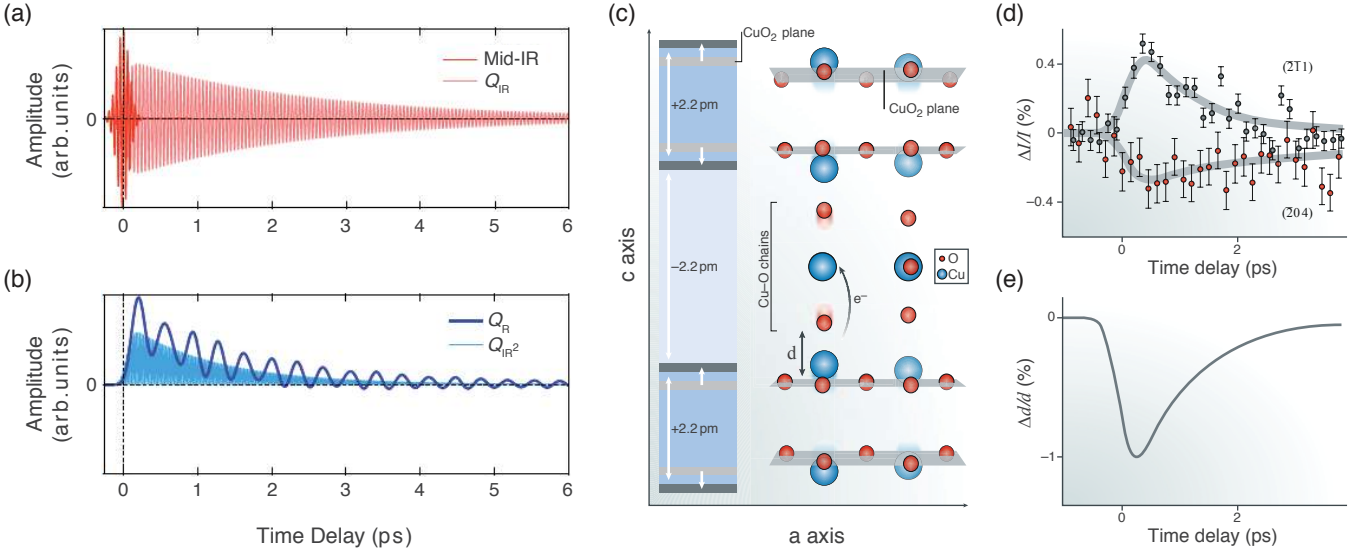 (a)
Amplitude
(arb.units)
0
Mid-IR
Q_IR
0 1 2 3 4 5 6
(b)
Amplitude
(arb.units)
0
Q_R
Q_IR²
0 1 2 3 4 5 6
Time Delay (ps)
(c)
c axis
CuO₂ plane
+2.2 pm
−2.2 pm
+2.2 pm
CuO₂ plane
Cu–O chains
e⁻
d
O
Cu
a axis
(d)
ΔI/I (%)
0.4
0
−0.4
(2̄1̄1)
(2̄04)
0 2
Time delay (ps)
(e)
Δd/d (%)
0
−1
0 2
Time delay (ps)